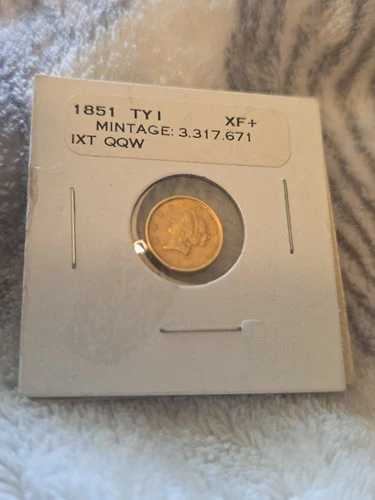 1851 TY I XF+
MINTAGE: 3.317.671
IXT QQW